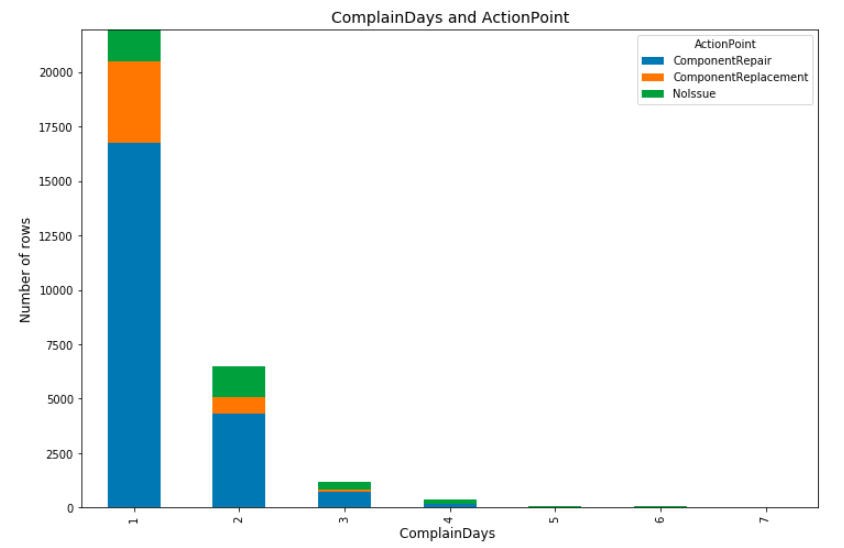 ComplainDays and ActionPoint
ActionPoint
ComponentRepair
ComponentReplacement
NoIssue
Number of rows
20000
17500
15000
12500
10000
7500
5000
2500
0
1 2 3 4 5 6 7
ComplainDays